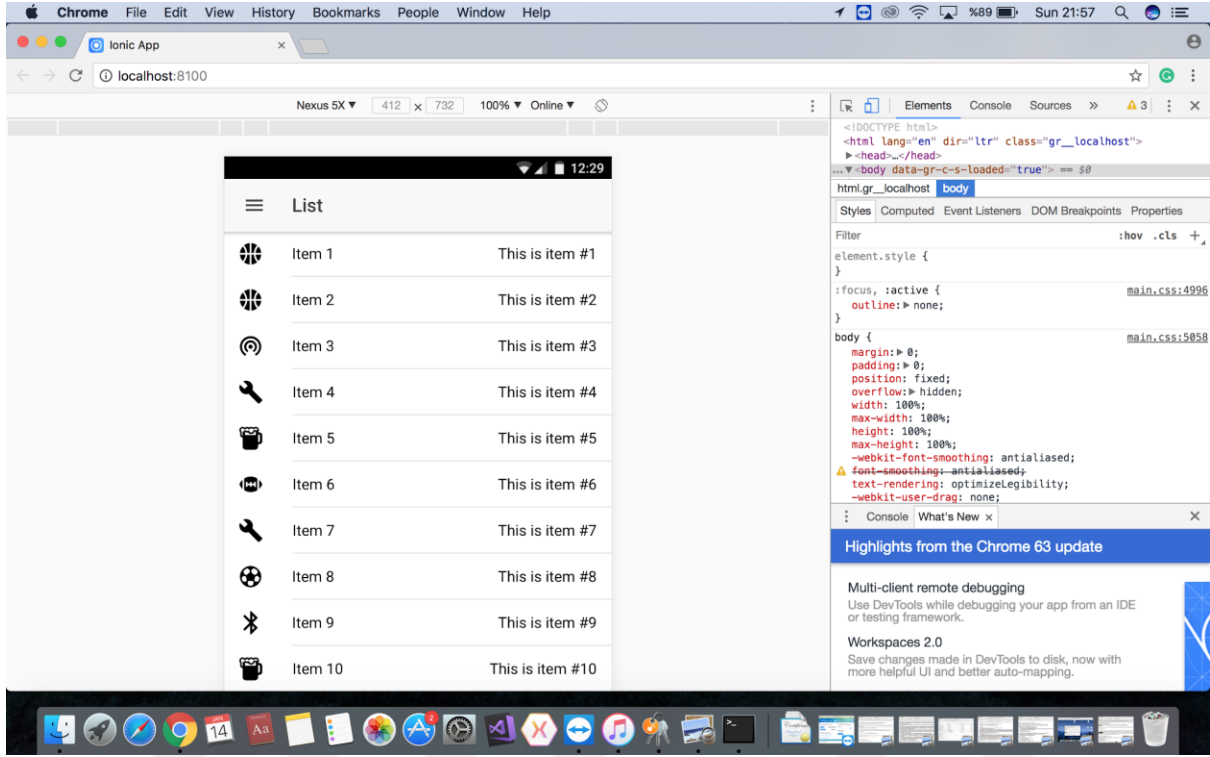 Chrome File Edit View History Bookmarks People Window Help %89 Sun 21:57
Ionic App
localhost:8100
Nexus 5X ▼ 412 x 732 100% ▼ Online ▼
Elements Console Sources » 3
12:29
List
Item 1 This is item #1
Item 2 This is item #2
Item 3 This is item #3
Item 4 This is item #4
Item 5 This is item #5
Item 6 This is item #6
Item 7 This is item #7
Item 8 This is item #8
Item 9 This is item #9
Item 10 This is item #10
<!DOCTYPE html>
<html lang="en" dir="ltr" class="gr__localhost">
▶<head>…</head>
...▼<body data-gr-c-s-loaded="true"> == $0
html.gr__localhost body
Styles Computed Event Listeners DOM Breakpoints Properties
Filter :hov .cls +
element.style {
}
:focus, :active { main.css:4996
outline:▶ none;
}
body { main.css:5058
margin:▶ 0;
padding:▶ 0;
position: fixed;
overflow:▶ hidden;
width: 100%;
max-width: 100%;
height: 100%;
max-height: 100%;
-webkit-font-smoothing: antialiased;
font-smoothing: antialiased;
text-rendering: optimizeLegibility;
-webkit-user-drag: none;
Console What's New ×
Highlights from the Chrome 63 update
Multi-client remote debugging
Use DevTools while debugging your app from an IDE
or testing framework.
Workspaces 2.0
Save changes made in DevTools to disk, now with
more helpful UI and better auto-mapping.
JAN
14
Aa
2